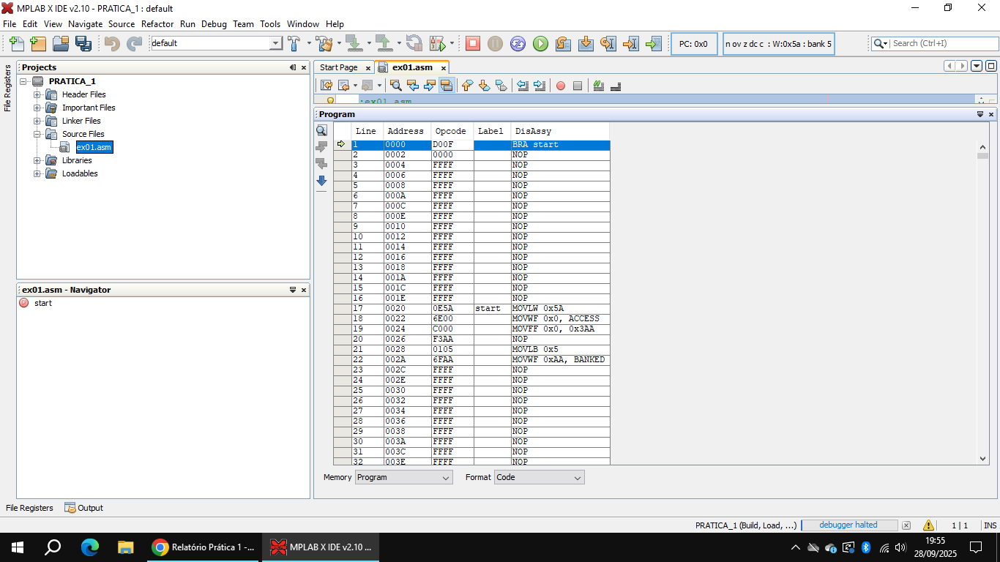 MPLAB X IDE v2.10 - PRATICA_1 : default
File Edit View Navigate Source Refactor Run Debug Team Tools Window Help
default
PC: 0x0
n ov z dc c : W:0x5a : bank 5
Search (Ctrl+I)
File Registers
Projects
PRATICA_1
Header Files
Important Files
Linker Files
Source Files
ex01.asm
Libraries
Loadables
ex01.asm - Navigator
start
Start Page
ex01.asm
;ex01.asm
Program
Line Address Opcode Label DisAssy
1 0000 D00F BRA start
2 0002 0000 NOP
3 0004 FFFF NOP
4 0006 FFFF NOP
5 0008 FFFF NOP
6 000A FFFF NOP
7 000C FFFF NOP
8 000E FFFF NOP
9 0010 FFFF NOP
10 0012 FFFF NOP
11 0014 FFFF NOP
12 0016 FFFF NOP
13 0018 FFFF NOP
14 001A FFFF NOP
15 001C FFFF NOP
16 001E FFFF NOP
17 0020 0E5A start MOVLW 0x5A
18 0022 6E00 MOVWF 0x0, ACCESS
19 0024 C000 MOVFF 0x0, 0x3AA
20 0026 F3AA NOP
21 0028 0105 MOVLB 0x5
22 002A 6FAA MOVWF 0xAA, BANKED
23 002C FFFF NOP
24 002E FFFF NOP
25 0030 FFFF NOP
26 0032 FFFF NOP
27 0034 FFFF NOP
28 0036 FFFF NOP
29 0038 FFFF NOP
30 003A FFFF NOP
31 003C FFFF NOP
32 003E FFFF NOP
Memory Program Format Code
File Registers Output
PRATICA_1 (Build, Load, ...) debugger halted 1 | 1 INS
Relatório Prática 1 -...
MPLAB X IDE v2.10 ...
19:55
28/09/2025